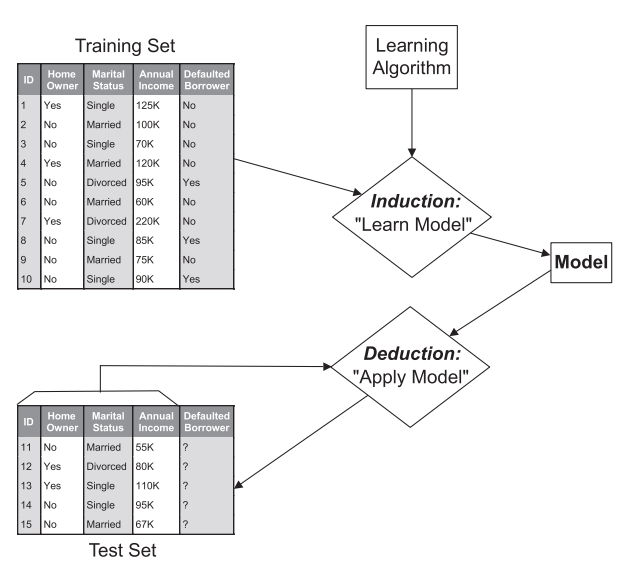 Training Set
ID Home Owner Marital Status Annual Income Defaulted Borrower
1 Yes Single 125K No
2 No Married 100K No
3 No Single 70K No
4 Yes Married 120K No
5 No Divorced 95K Yes
6 No Married 60K No
7 Yes Divorced 220K No
8 No Single 85K Yes
9 No Married 75K No
10 No Single 90K Yes
Learning
Algorithm
Induction:
"Learn Model"
Model
Deduction:
"Apply Model"
ID Home Owner Marital Status Annual Income Defaulted Borrower
11 No Married 55K ?
12 Yes Divorced 80K ?
13 Yes Single 110K ?
14 No Single 95K ?
15 No Married 67K ?
Test Set